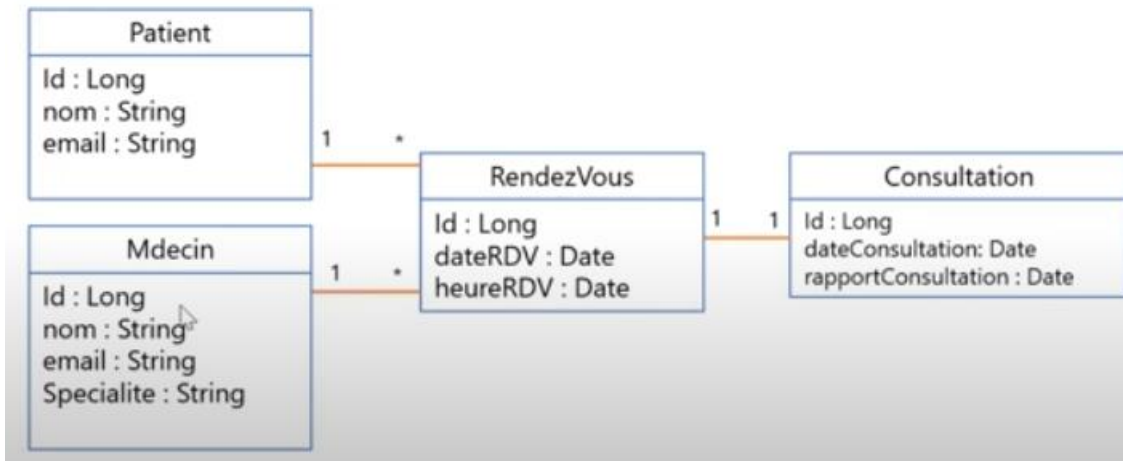 Patient
Id : Long
nom : String
email : String
1 *
Mdecin
Id : Long
nom : String
email : String
Specialite : String
1 *
RendezVous
Id : Long
dateRDV : Date
heureRDV : Date
1 1
Consultation
Id : Long
dateConsultation: Date
rapportConsultation : Date